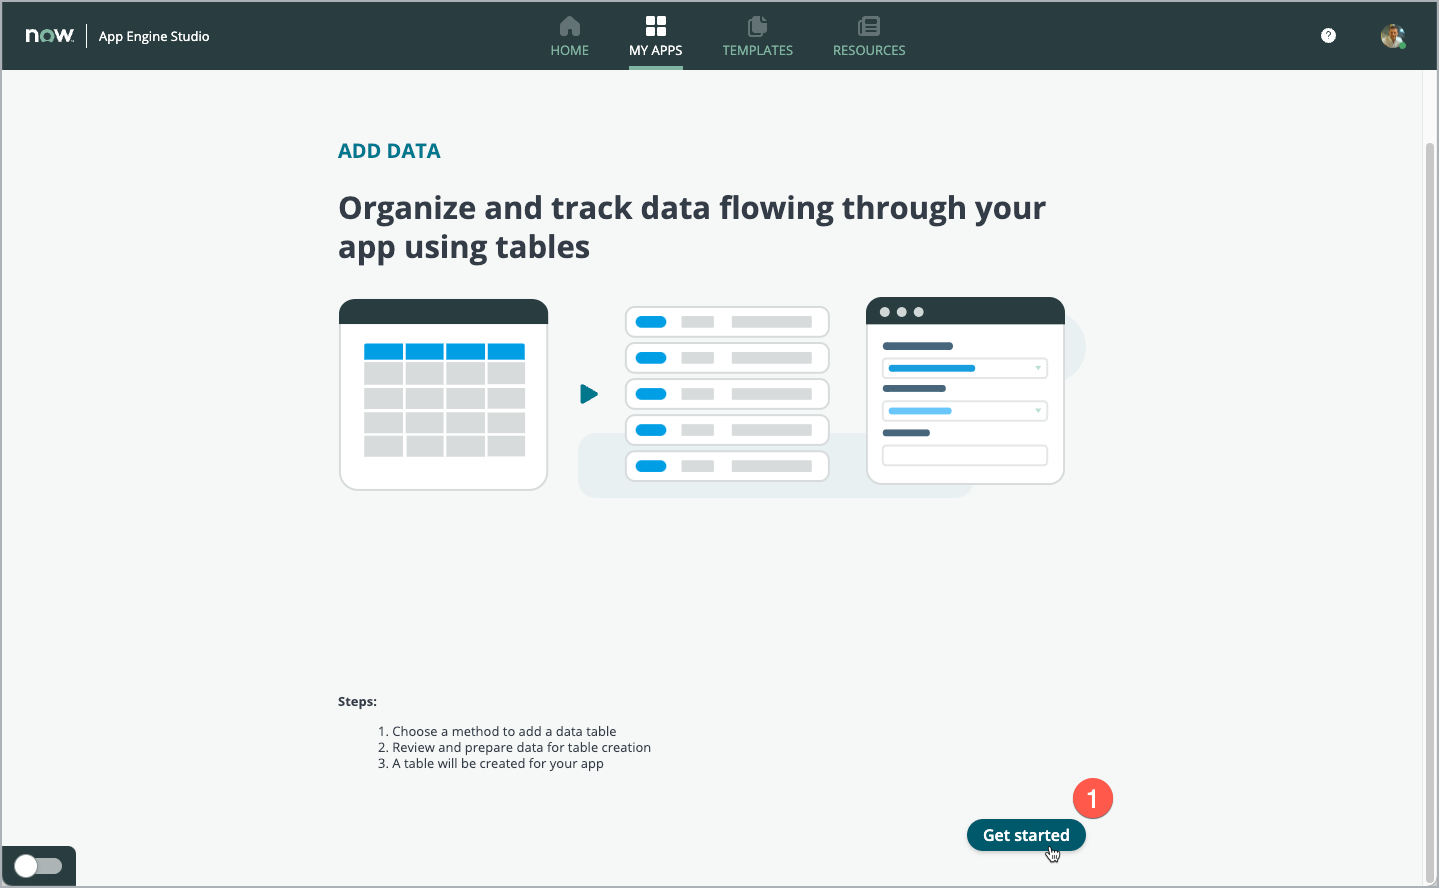 now
App Engine Studio
HOME
MY APPS
TEMPLATES
RESOURCES
?
ADD DATA
Organize and track data flowing through your
app using tables
Steps:
1. Choose a method to add a data table
2. Review and prepare data for table creation
3. A table will be created for your app
1
Get started